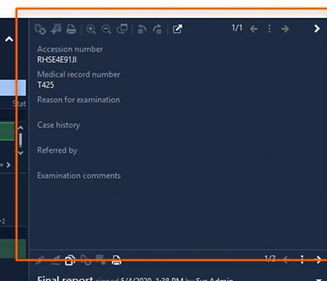 1/1
Accession number
RHSE4E91JI
Medical record number
T425
Reason for examination
Stat
Case history
Referred by
Examination comments
1/2
Final report signed 5/4/2020, 1:38 PM by Sys Admin